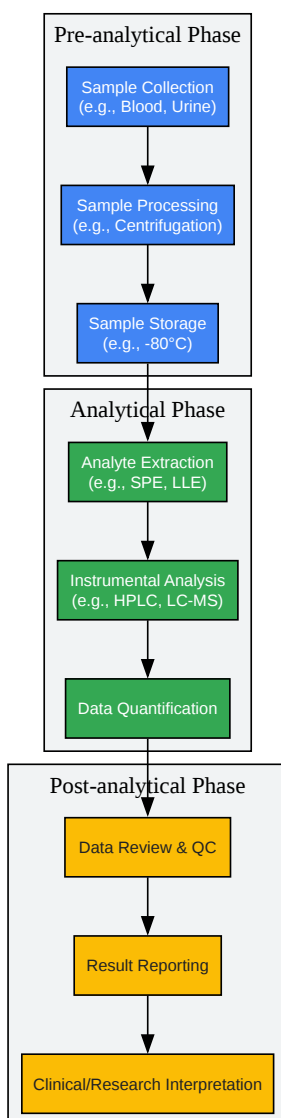 Pre-analytical Phase
Sample Collection
(e.g., Blood, Urine)
Sample Processing
(e.g., Centrifugation)
Sample Storage
(e.g., -80°C)
Analytical Phase
Analyte Extraction
(e.g., SPE, LLE)
Instrumental Analysis
(e.g., HPLC, LC-MS)
Data Quantification
Post-analytical Phase
Data Review & QC
Result Reporting
Clinical/Research Interpretation